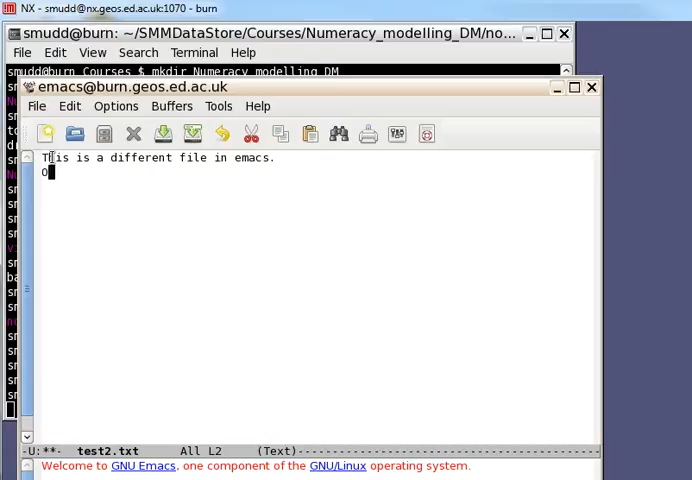 NX - smudd@nx.geos.ed.ac.uk:1070 - burn
smudd@burn: ~/SMMDataStore/Courses/Numeracy_modelling_DM/no...
File Edit View Search Terminal Help
smudd@burn Courses $ mkdir Numeracy_modelling_DM
emacs@burn.geos.ed.ac.uk
File Edit Options Buffers Tools Help
This is a different file in emacs.
O
-U:**- test2.txt All L2 (Text)
Welcome to GNU Emacs, one component of the GNU/Linux operating system.